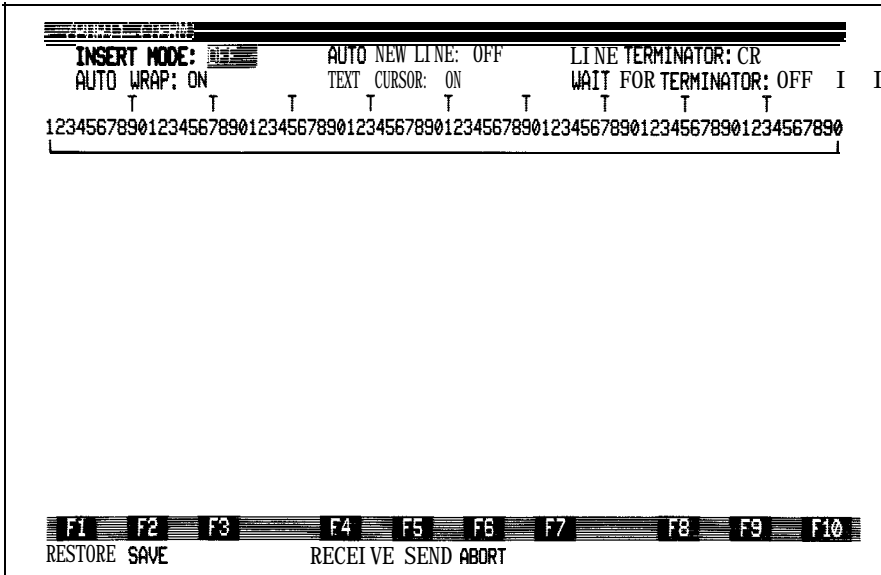 INSERT MODE: OFF AUTO NEW LINE: OFF LINE TERMINATOR: CR
AUTO WRAP: ON TEXT CURSOR: ON WAIT FOR TERMINATOR: OFF I I
T T T T T T T T T
12345678901234567890123456789012345678901234567890123456789012345678901234567890
F1 F2 F3 F4 F5 F6 F7 F8 F9 F10
RESTORE SAVE RECEIVE SEND ABORT